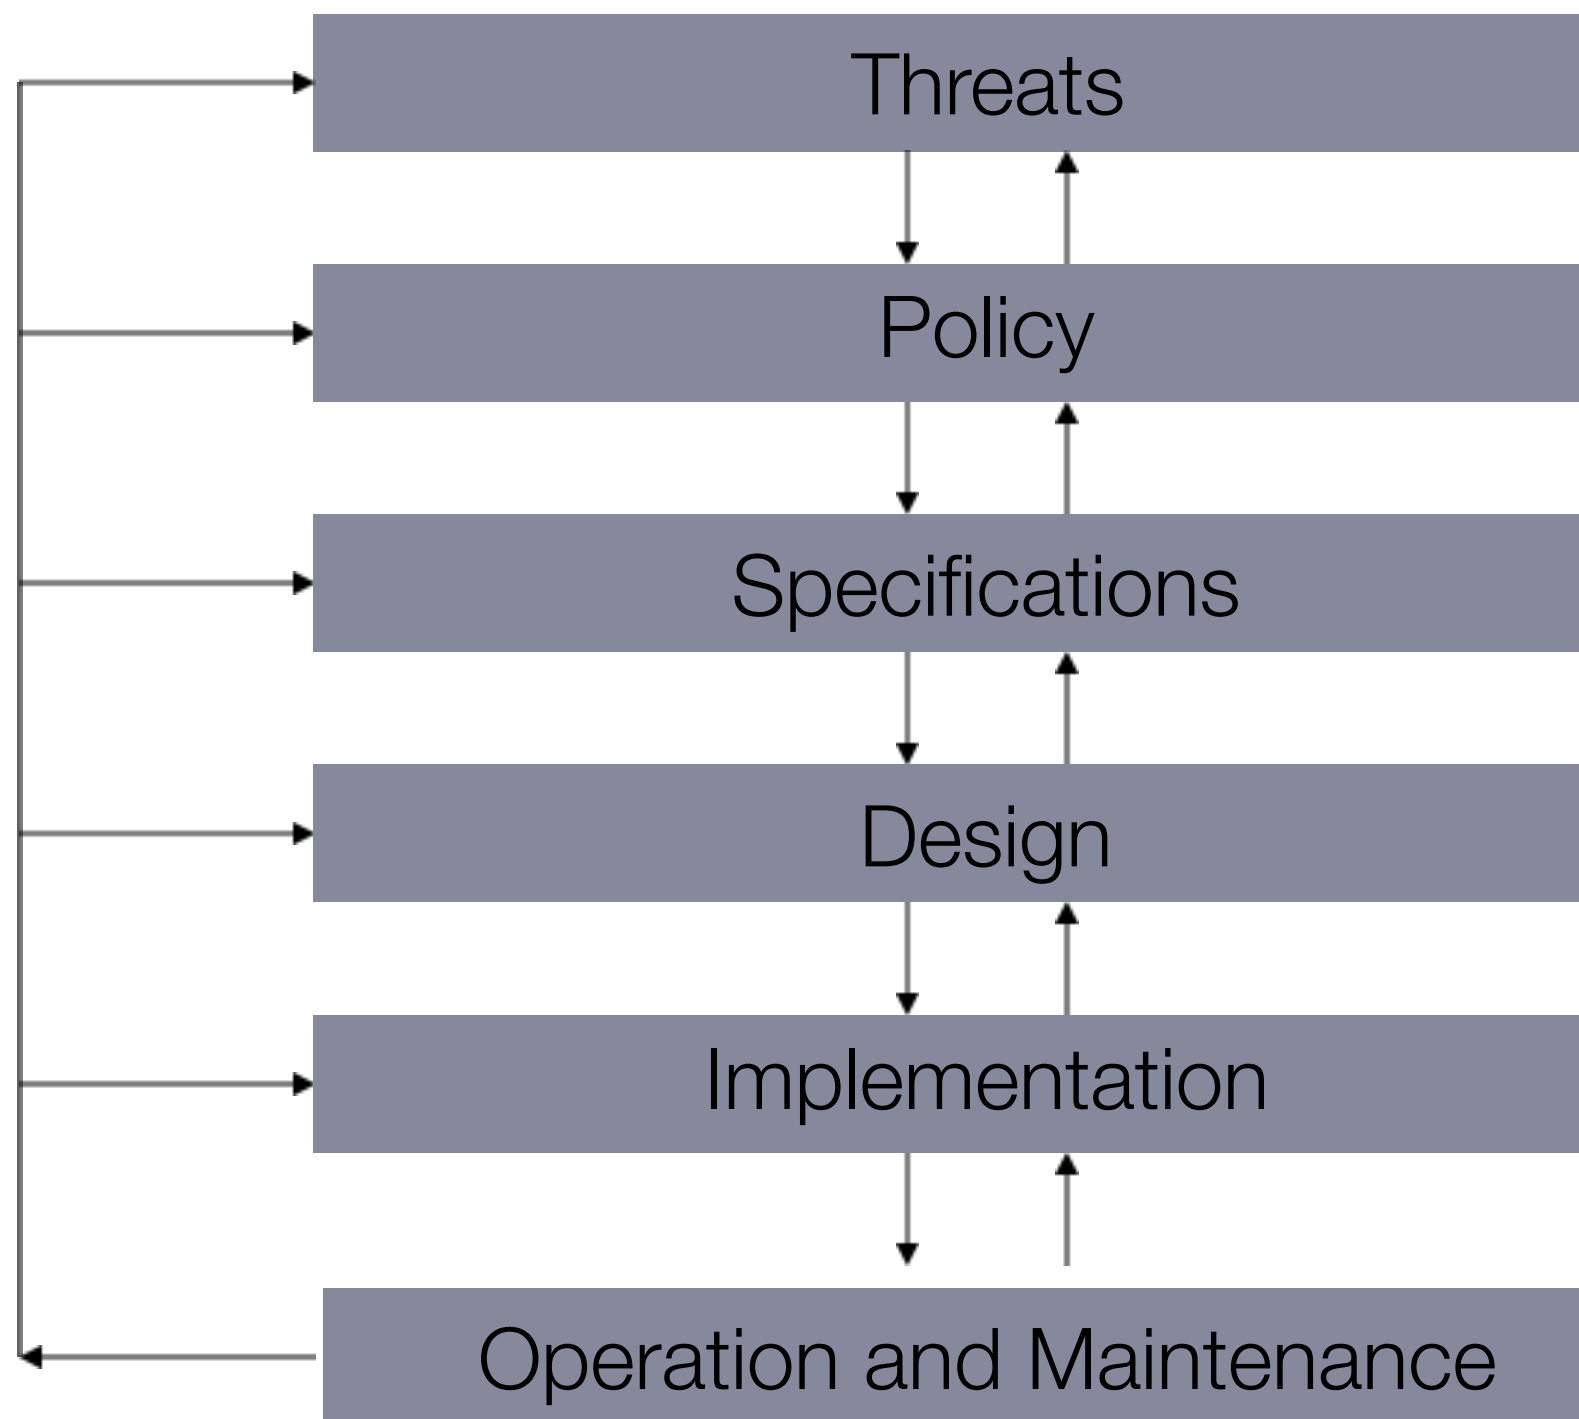 Threats
Policy
Specifications
Design
Implementation
Operation and Maintenance